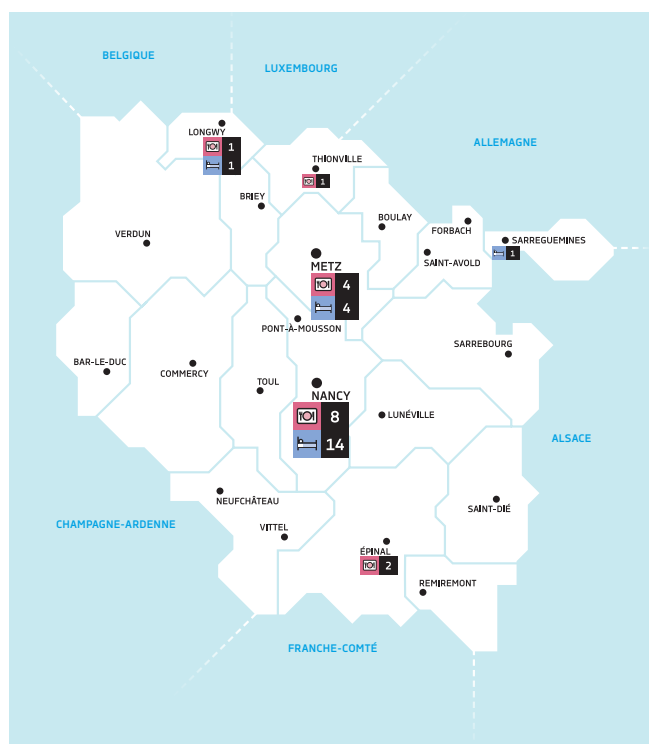 BELGIQUE
LUXEMBOURG
ALLEMAGNE
LONGWY
1
1
THIONVILLE
1
BRIEY
BOULAY
FORBACH
SARREGUEMINES
1
VERDUN
SAINT-AVOLD
METZ
4
4
PONT-À-MOUSSON
SARREBOURG
BAR-LE-DUC
COMMERCY
TOUL
NANCY
8
14
LUNÉVILLE
ALSACE
NEUFCHÂTEAU
SAINT-DIÉ
CHAMPAGNE-ARDENNE
VITTEL
ÉPINAL
2
REMIREMONT
FRANCHE-COMTÉ